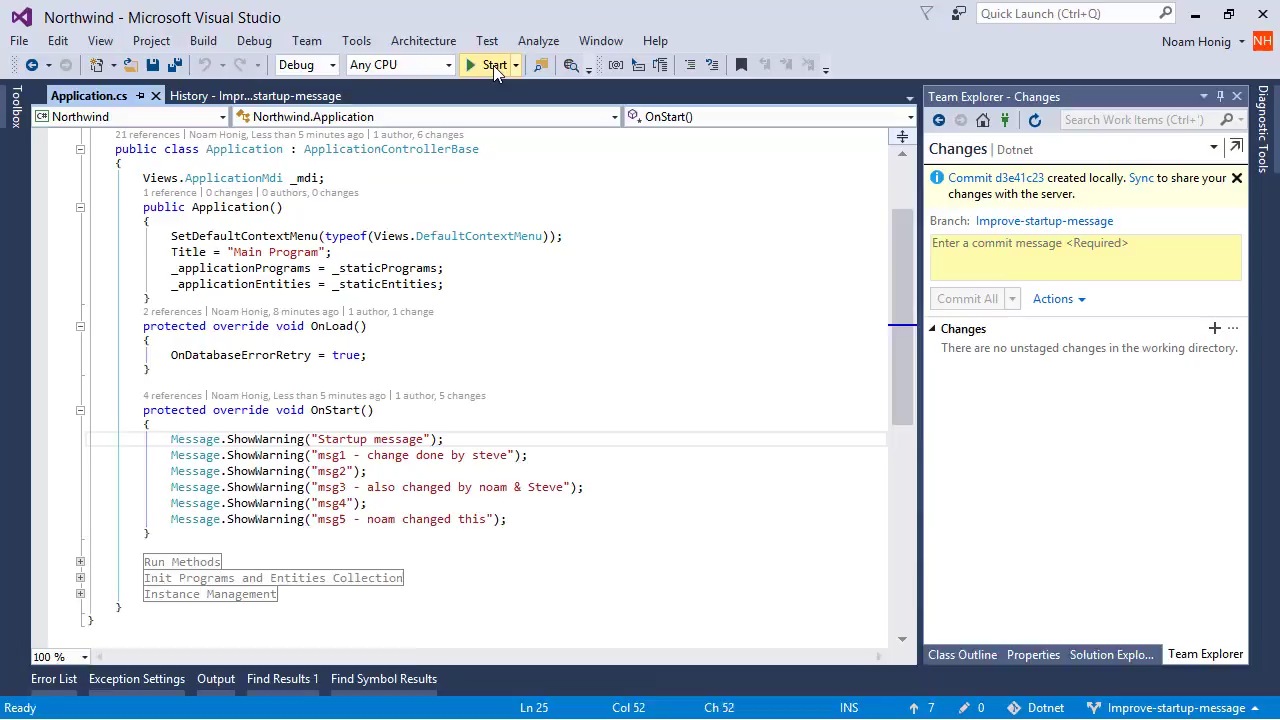 Northwind - Microsoft Visual Studio
Quick Launch (Ctrl+Q)
File Edit View Project Build Debug Team Tools Test Architecture Analyze Window Help
Noam Honig NH
Debug Any CPU Start
Toolbox
Application.cs History - Impr...startup-message
Northwind Northwind.Application OnStart()
21 references | Noam Honig, Less than 5 minutes ago | 1 author, 6 changes
public class Application : ApplicationControllerBase
{
Views.ApplicationMdi _mdi;
1 reference | 0 changes | 0 authors, 0 changes
public Application()
{
SetDefaultContextMenu(typeof(Views.DefaultContextMenu));
Title = "Main Program";
_applicationPrograms = _staticPrograms;
_applicationEntities = _staticEntities;
}
2 references | Noam Honig, 8 minutes ago | 1 author, 1 change
protected override void OnLoad()
{
OnDatabaseErrorRetry = true;
}
4 references | Noam Honig, Less than 5 minutes ago | 1 author, 5 changes
protected override void OnStart()
{
Message.ShowWarning("Startup message");
Message.ShowWarning("msg1 - change done by steve");
Message.ShowWarning("msg2");
Message.ShowWarning("msg3 - also changed by noam & Steve");
Message.ShowWarning("msg4");
Message.ShowWarning("msg5 - noam changed this");
}
Run Methods
Init Programs and Entities Collection
Instance Management
}
}
100 %
Team Explorer - Changes
Search Work Items (Ctrl+')
Changes | Dotnet
Commit d3e41c23 created locally. Sync to share your
changes with the server.
Branch: Improve-startup-message
Enter a commit message <Required>
Commit All Actions
Changes
There are no unstaged changes in the working directory.
Class Outline Properties Solution Explo... Team Explorer
Diagnostic Tools
Error List Exception Settings Output Find Results 1 Find Symbol Results
Ready Ln 25 Col 52 Ch 52 INS 7 0 Dotnet Improve-startup-message